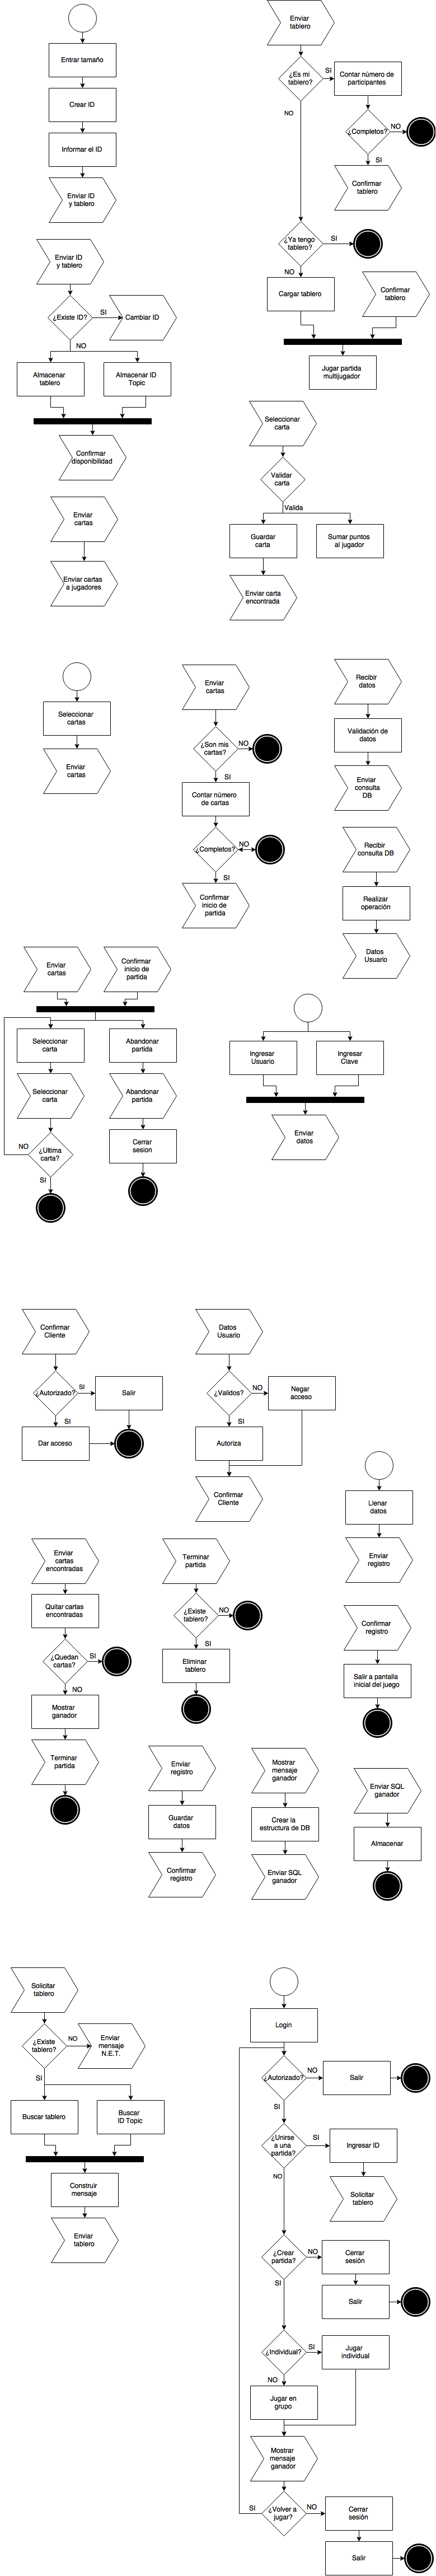 Entrar tamaño
Crear ID
Informar el ID
Enviar ID
y tablero
Enviar
tablero
¿Es mi
tablero?
SI
Contar número de
participantes
NO
¿Completos?
NO
SI
Confirmar
tablero
¿Ya tengo
tablero?
SI
NO
Cargar tablero
Confirmar
tablero
Jugar partida
multijugador
Enviar ID
y tablero
¿Existe ID?
SI
Cambiar ID
NO
Almacenar
tablero
Almacenar ID
Topic
Confirmar
disponibilidad
Enviar
cartas
Enviar cartas
a jugadores
Seleccionar
carta
Validar
carta
Valida
Guardar
carta
Sumar puntos
al jugador
Enviar carta
encontrada
Seleccionar
cartas
Enviar
cartas
Enviar
cartas
¿Son mis
cartas?
NO
SI
Contar número
de cartas
¿Completos?
NO
SI
Confirmar
inicio de
partida
Recibir
datos
Validación de
datos
Enviar
consulta
DB
Recibir
consulta DB
Realizar
operación
Datos
Usuario
Enviar
cartas
Confirmar
inicio de
partida
Seleccionar
carta
Abandonar
partida
Seleccionar
carta
Abandonar
partida
NO
¿Ultima
carta?
SI
Cerrar
sesion
Ingresar
Usuario
Ingresar
Clave
Enviar
datos
Confirmar
Cliente
¿Autorizado?
SI
Salir
SI
Dar acceso
Datos
Usuario
¿Validos?
NO
Negar
acceso
SI
Autoriza
Confirmar
Cliente
Llenar
datos
Enviar
registro
Enviar
cartas
encontradas
Quitar cartas
encontradas
¿Quedan
cartas?
SI
NO
Mostrar
ganador
Terminar
partida
Terminar
partida
¿Existe
tablero?
NO
SI
Eliminar
tablero
Confirmar
registro
Salir a pantalla
inicial del juego
Enviar
registro
Guardar
datos
Confirmar
registro
Mostrar
mensaje
ganador
Crear la
estructura de DB
Enviar SQL
ganador
Enviar SQL
ganador
Almacenar
Solicitar
tablero
¿Existe
tablero?
NO
Enviar
mensaje
N.E.T.
SI
Buscar tablero
Buscar
ID Topic
Construir
mensaje
Enviar
tablero
Login
¿Autorizado?
NO
Salir
SI
¿Unirse
a una
partida?
SI
Ingresar ID
NO
Solicitar
tablero
¿Crear
partida?
NO
Cerrar
sesión
SI
Salir
¿Individual?
SI
Jugar
individual
NO
Jugar en
grupo
Mostrar
mensaje
ganador
SI
¿Volver a
jugar?
NO
Cerrar
sesión
Salir